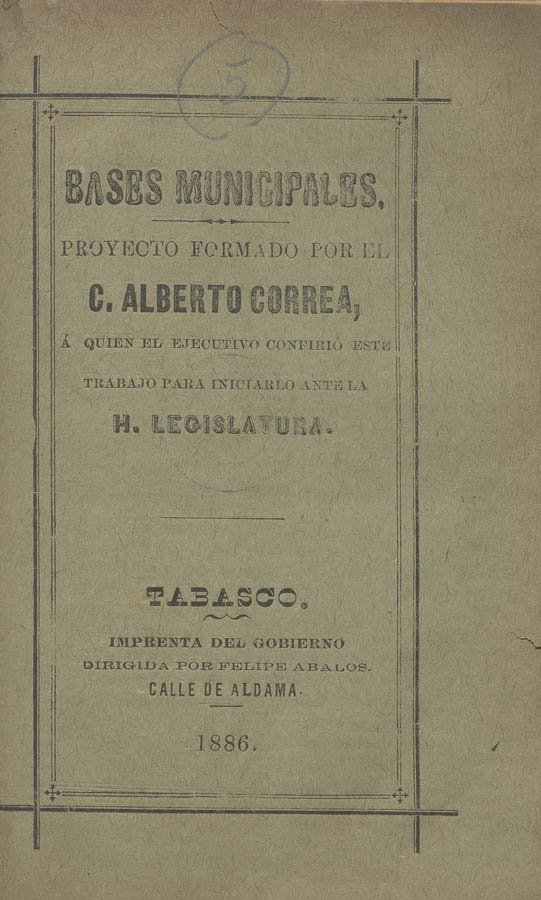 5
BASES MUNICIPALES.
PROYECTO FORMADO POR EL
C. ALBERTO CORREA,
Á QUIEN EL EJECUTIVO CONFIRIÓ ESTE
TRABAJO PARA INICIARLO ANTE LA
H. LEGISLATURA.
TABASCO.
IMPRENTA DEL GOBIERNO
DIRIGIDA POR FELIPE ABALOS.
CALLE DE ALDAMA.
1886.